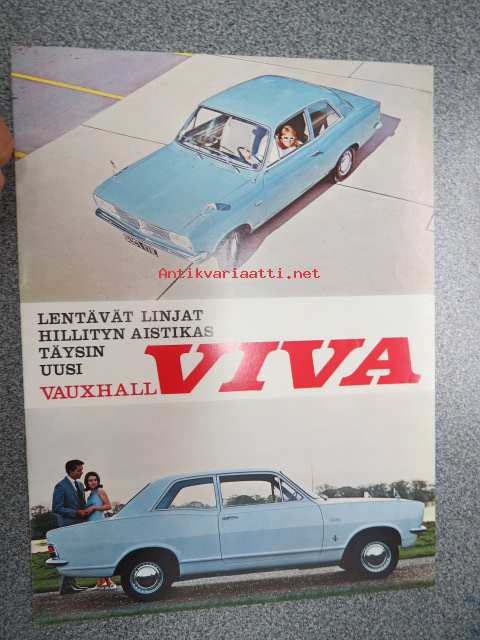 Antikvariaatti.net
LENTÄVÄT LINJAT
HILLITYN AISTIKAS
TÄYSIN
UUSI
VAUXHALL VIVA